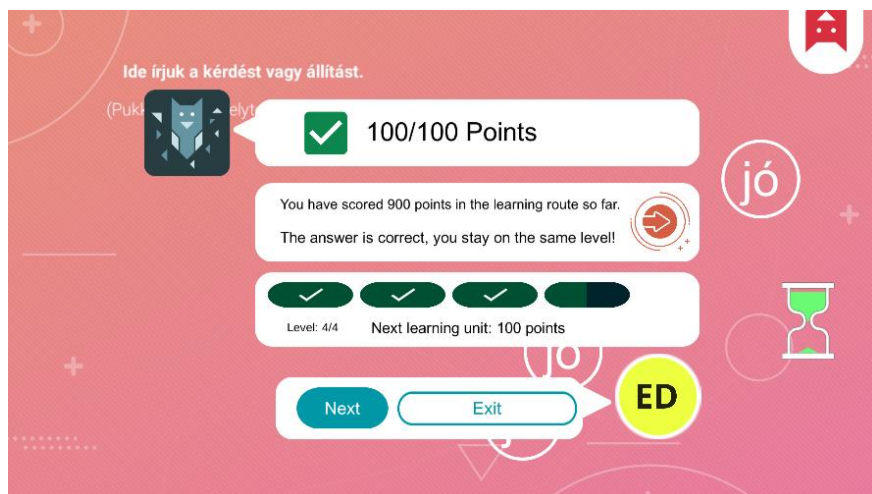 Ide írjuk a kérdést vagy állítást.
100/100 Points
jó
You have scored 900 points in the learning route so far.
The answer is correct, you stay on the same level!
Level: 4/4
Next learning unit: 100 points
jó
Next
Exit
ED